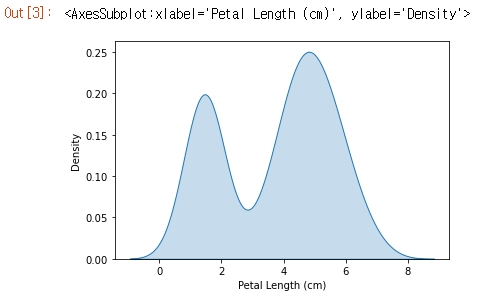 Out[3]: <AxesSubplot:xlabel='Petal Length (cm)', ylabel='Density'>
0.25
0.20
0.15
0.10
0.05
0.00
Density
0 2 4 6 8
Petal Length (cm)